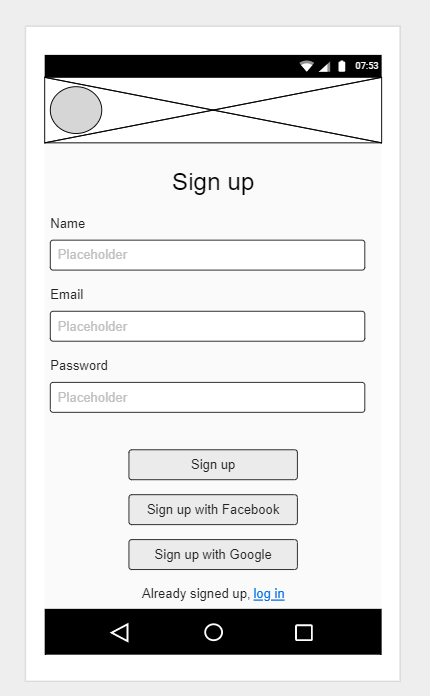 07:53
Sign up
Name
Placeholder
Email
Placeholder
Password
Placeholder
Sign up
Sign up with Facebook
Sign up with Google
Already signed up, log in